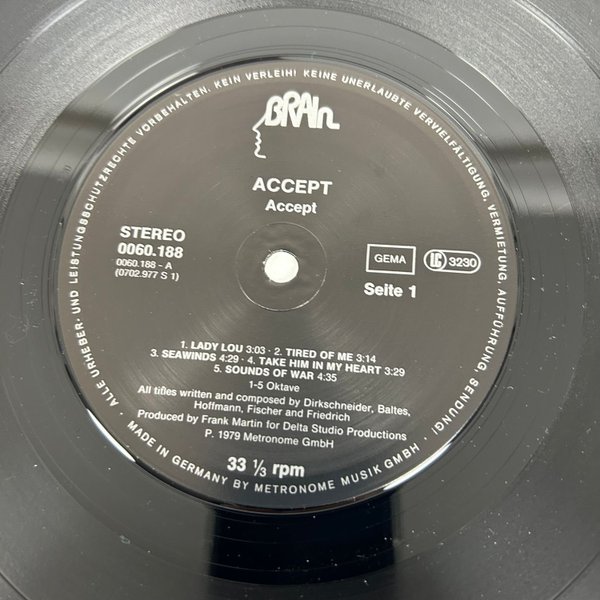 ALLE URHEBER- UND LEISTUNGSSCHUTZRECHTE VORBEHALTEN. KEIN VERLEIH! KEINE UNERLAUBTE VERVIELFÄLTIGUNG, VERMIETUNG, AUFFÜHRUNG, SENDUNG!
BRAIN
ACCEPT
Accept
STEREO
0060.188
0060.188 - A
(0702.977 S 1)
GEMA
LC 3230
Seite 1
1. LADY LOU 3:03 · 2. TIRED OF ME 3:14
3. SEAWINDS 4:29 · 4. TAKE HIM IN MY HEART 3:29
5. SOUNDS OF WAR 4:35
1-5 Oktave
All titles written and composed by Dirkschneider, Baltes,
Hoffmann, Fischer and Friedrich
Produced by Frank Martin for Delta Studio Productions
P. 1979 Metronome GmbH
33 ⅓ rpm
· MADE IN GERMANY BY METRONOME MUSIK GMBH ·